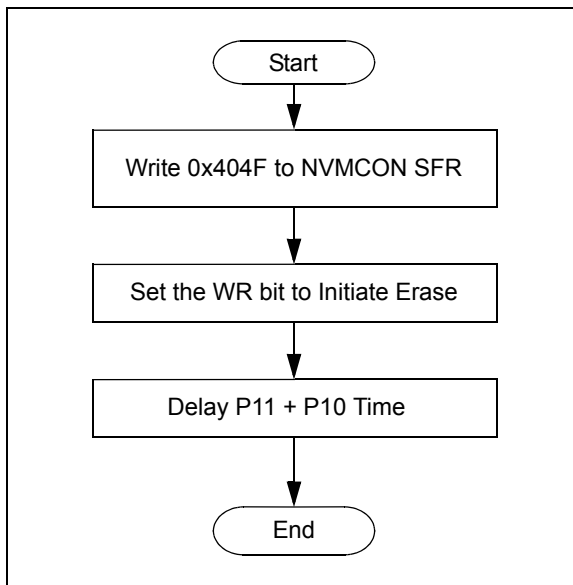 Start
Write 0x404F to NVMCON SFR
Set the WR bit to Initiate Erase
Delay P11 + P10 Time
End